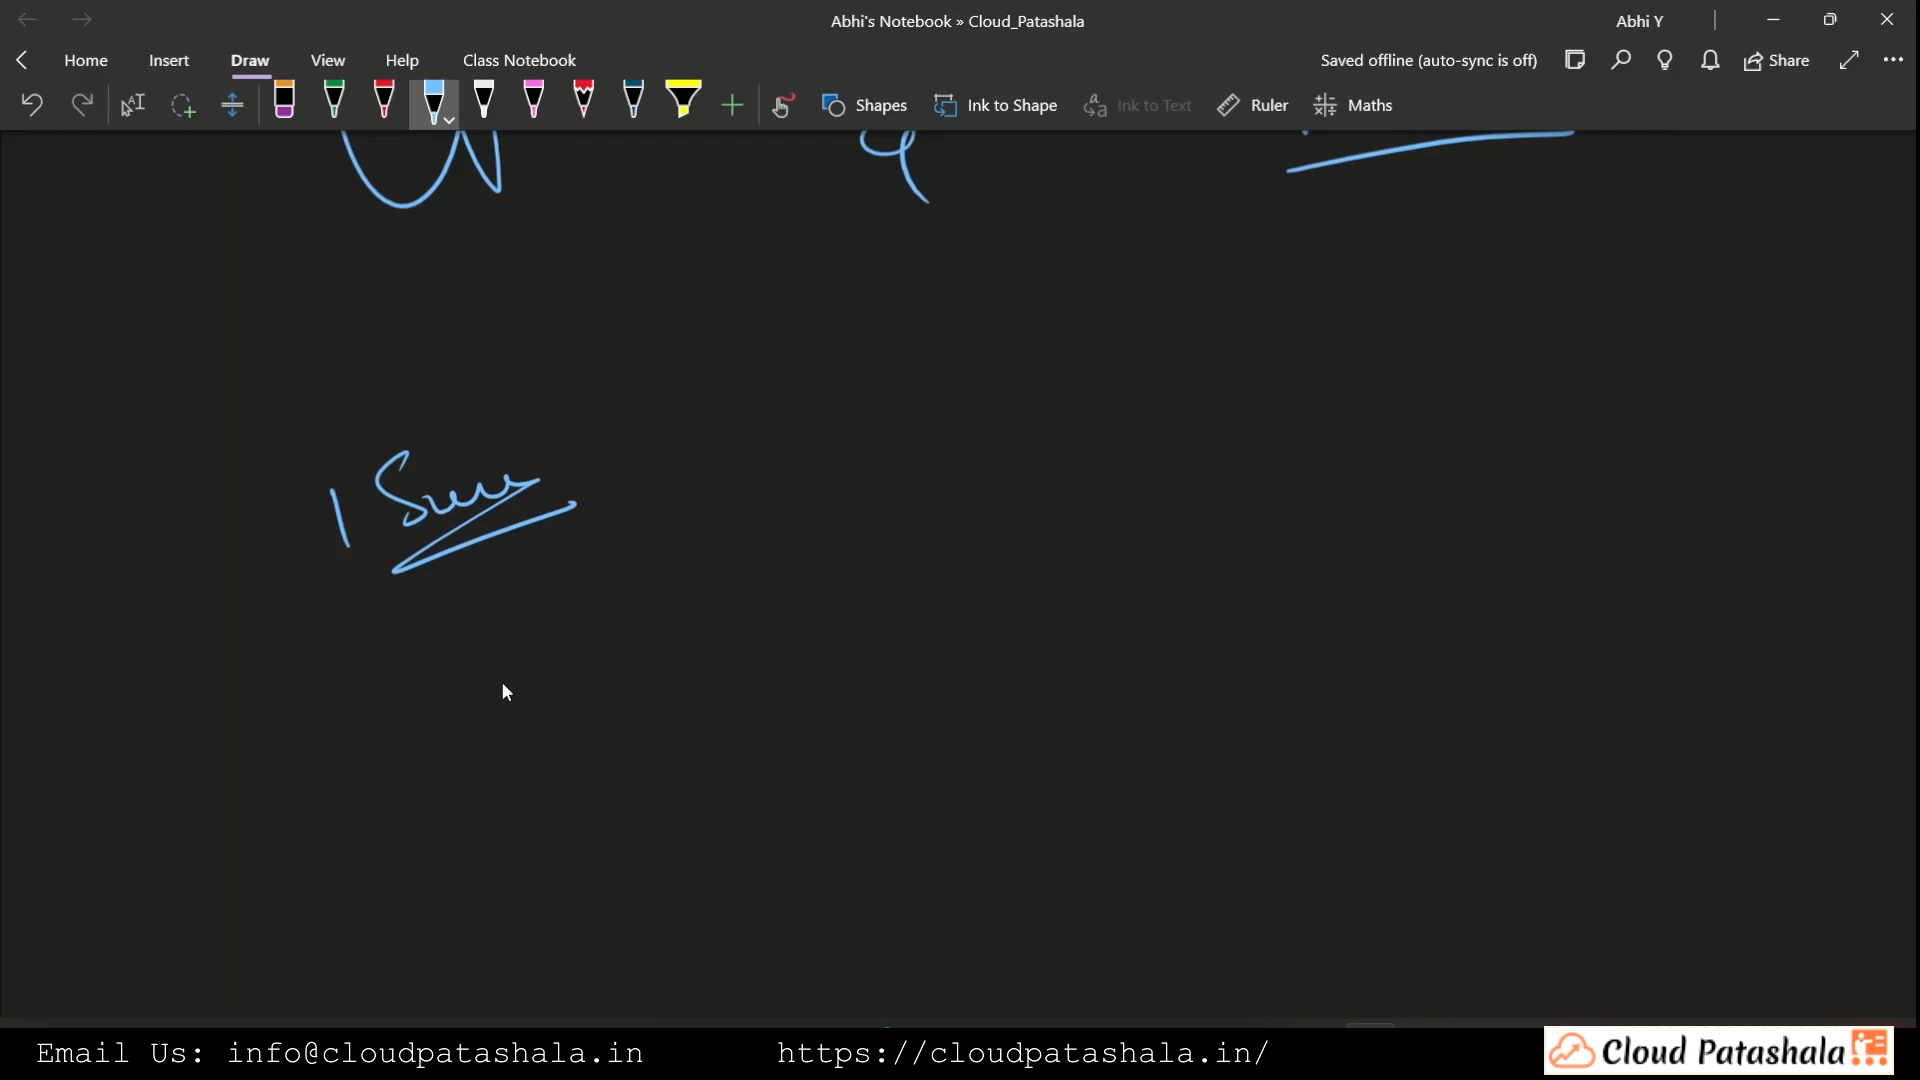 Abhi's Notebook » Cloud_Patashala
Abhi Y
Home Insert Draw View Help Class Notebook
Saved offline (auto-sync is off)
Share
Shapes Ink to Shape Ink to Text Ruler Maths
1
Email Us: info@cloudpatashala.in https://cloudpatashala.in/
Cloud Patashala